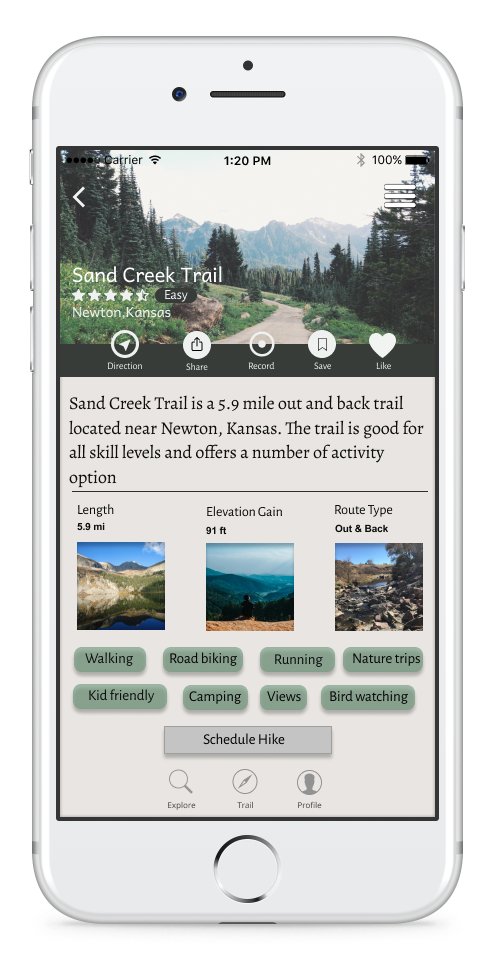 Carrier 1:20 PM 100%
Sand Creek Trail
Easy
Newton,Kansas
Direction Share Record Save Like
Sand Creek Trail is a 5.9 mile out and back trail
located near Newton, Kansas. The trail is good for
all skill levels and offers a number of activity
option
Length Elevation Gain Route Type
5.9 mi 91 ft Out & Back
Walking Road biking Running Nature trips
Kid friendly Camping Views Bird watching
Schedule Hike
Explore Trail Profile